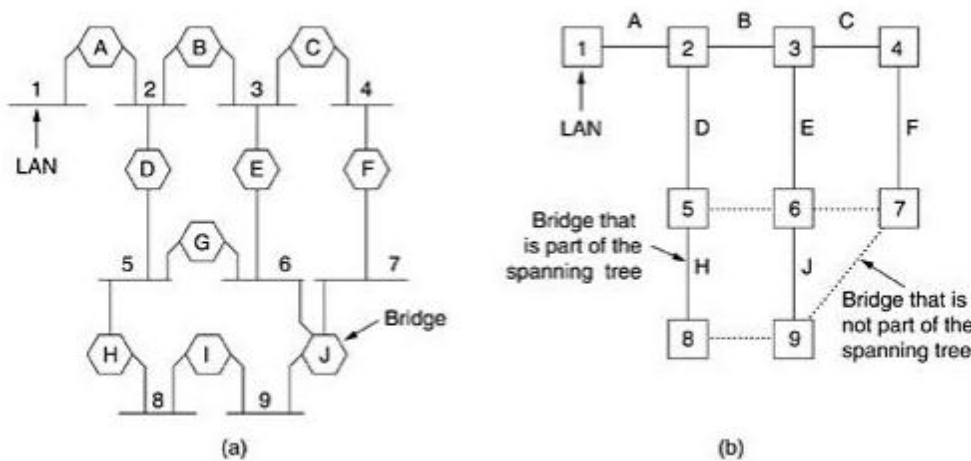 A
B
C
1
2
3
4
LAN
D
E
F
G
5
6
7
Bridge
H
I
J
8
9
(a)
A
B
C
1
2
3
4
LAN
D
E
F
5
6
7
Bridge that
is part of the
spanning tree
H
J
Bridge that is
not part of the
spanning tree
8
9
(b)